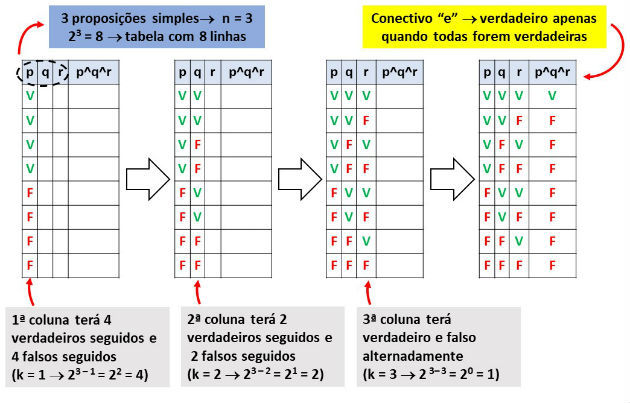 3 proposições simples→ n = 3
2³ = 8 → tabela com 8 linhas
Conectivo “e” → verdadeiro apenas
quando todas forem verdadeiras
p q r p^q^r
V
V
V
V
F
F
F
F
p q r p^q^r
V V
V V
V F
V F
F V
F V
F F
F F
p q r p^q^r
V V V
V V F
V F V
V F F
F V V
F V F
F F V
F F F
p q r p^q^r
V V V V
V V F F
V F V F
V F F F
F V V F
F V F F
F F V F
F F F F
1ª coluna terá 4
verdadeiros seguidos e
4 falsos seguidos
(k = 1 → 2³⁻¹ = 2² = 4)
2ª coluna terá 2
verdadeiros seguidos e
2 falsos seguidos
(k = 2 → 2³⁻² = 2¹ = 2)
3ª coluna terá
verdadeiro e falso
alternadamente
(k = 3 → 2³⁻³ = 2⁰ = 1)